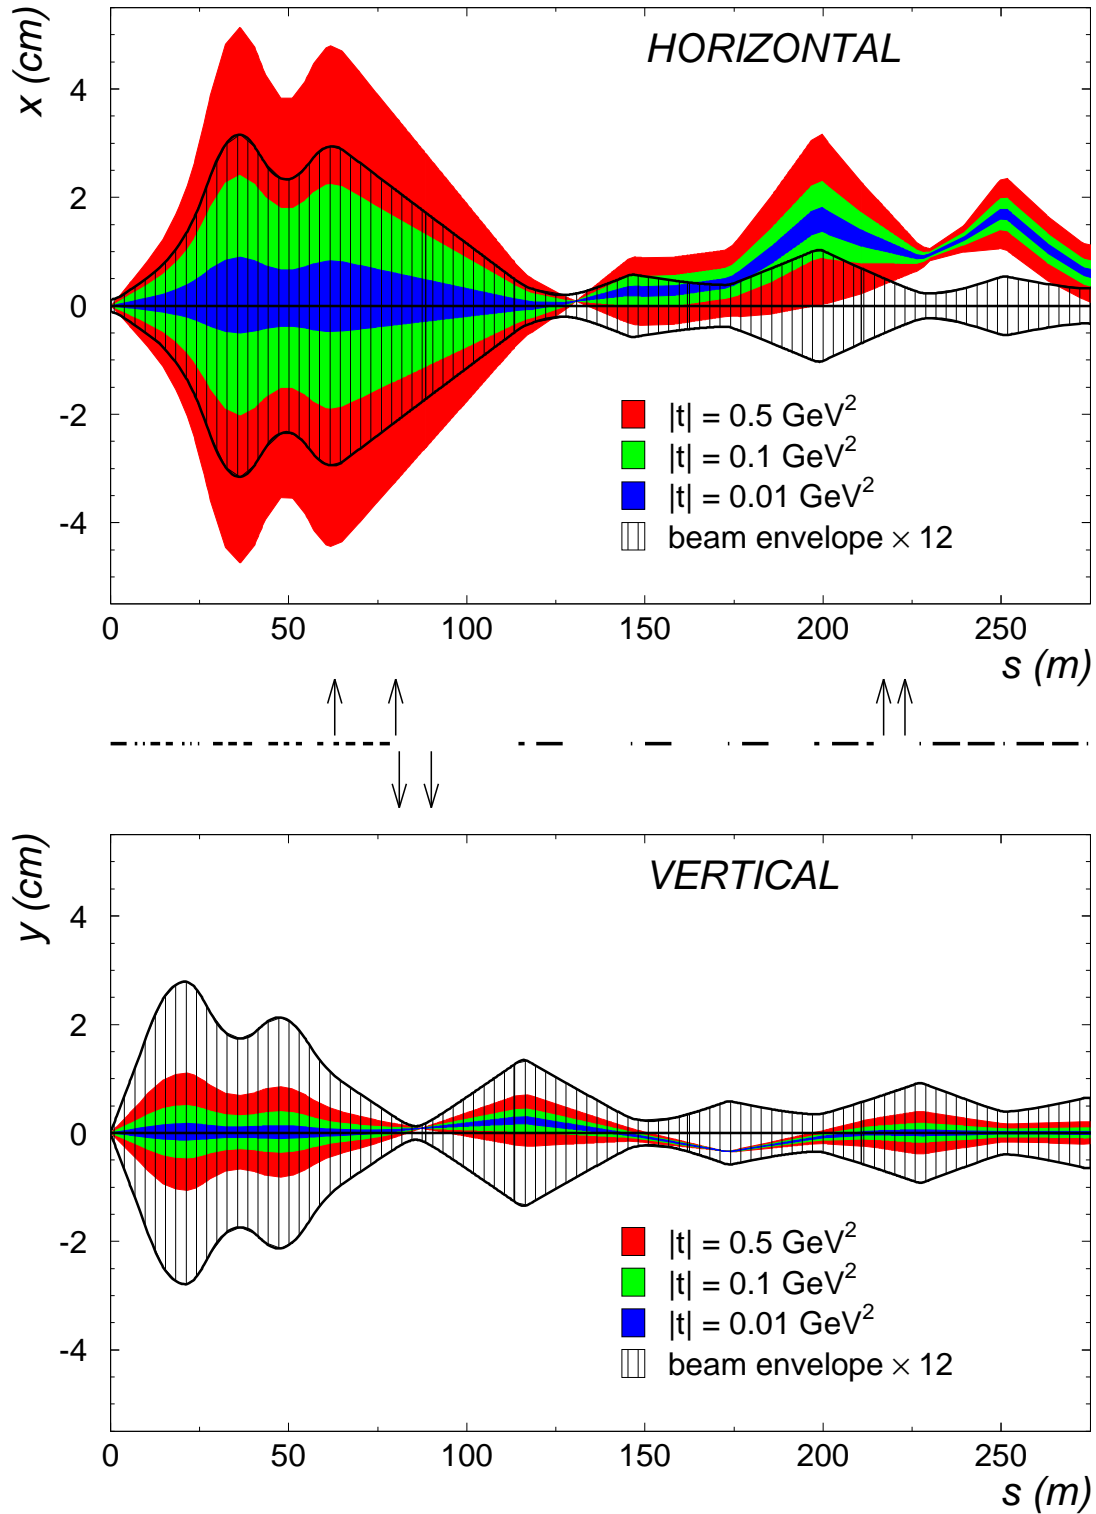 x (cm)
HORIZONTAL
4
2
0
-2
-4
|t| = 0.5 GeV²
|t| = 0.1 GeV²
|t| = 0.01 GeV²
beam envelope × 12
0 50 100 150 200 250
s (m)
y (cm)
VERTICAL
4
2
0
-2
-4
|t| = 0.5 GeV²
|t| = 0.1 GeV²
|t| = 0.01 GeV²
beam envelope × 12
0 50 100 150 200 250
s (m)